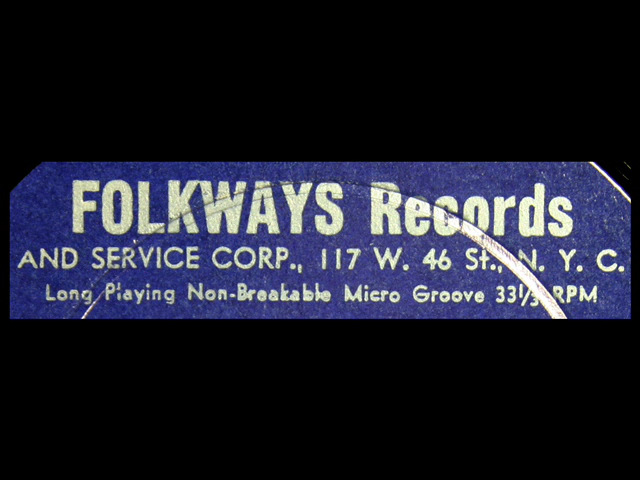 FOLKWAYS Records
AND SERVICE CORP., 117 W. 46 St., N. Y. C.
Long Playing Non-Breakable Micro Groove 33⅓ RPM